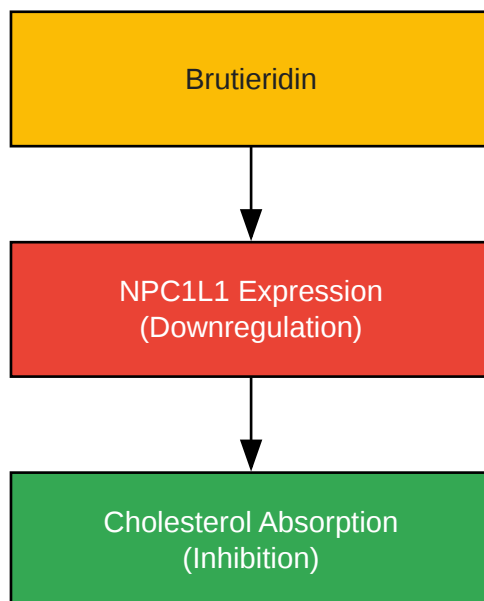 Brutieridin
NPC1L1 Expression
(Downregulation)
Cholesterol Absorption
(Inhibition)